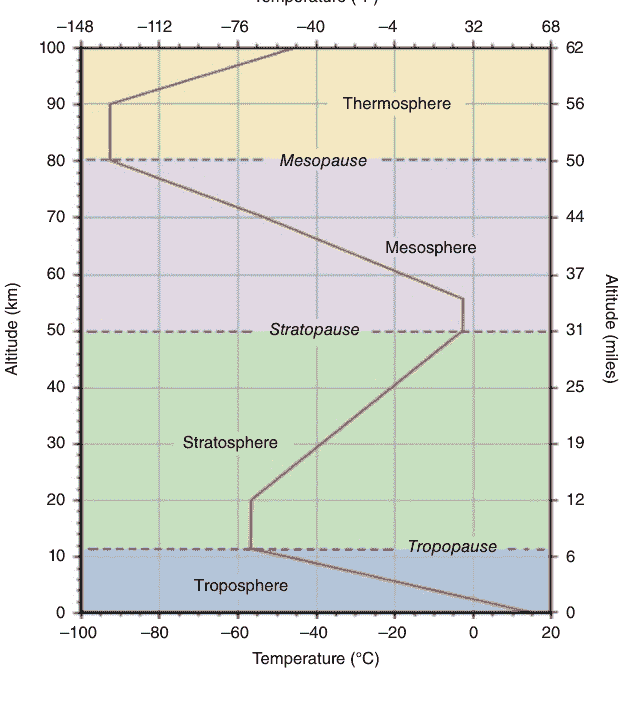 Temperature (°F)
–148 –112 –76 –40 –4 32 68
100 62
90 Thermosphere 56
80 Mesopause 50
70 44
Mesosphere
60 37
Altitude (km)
Altitude (miles)
50 Stratopause 31
40 25
30 Stratosphere 19
20 12
Tropopause
10 6
Troposphere
0 0
–100 –80 –60 –40 –20 0 20
Temperature (°C)